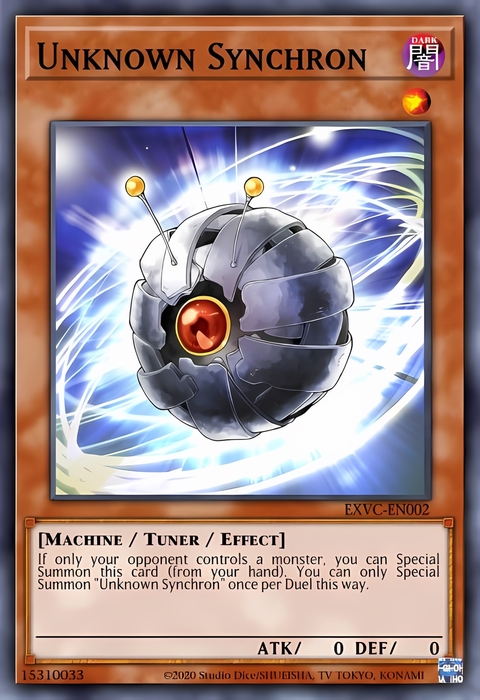 UNKNOWN SYNCHRON
DARK
闇
EXVC-EN002
[MACHINE / TUNER / EFFECT]
If only your opponent controls a monster, you can Special
Summon this card (from your hand). You can only Special
Summon "Unknown Synchron" once per Duel this way.
ATK/ 0 DEF/ 0
15310033 ©2020 Studio Dice/SHUEISHA, TV TOKYO, KONAMI